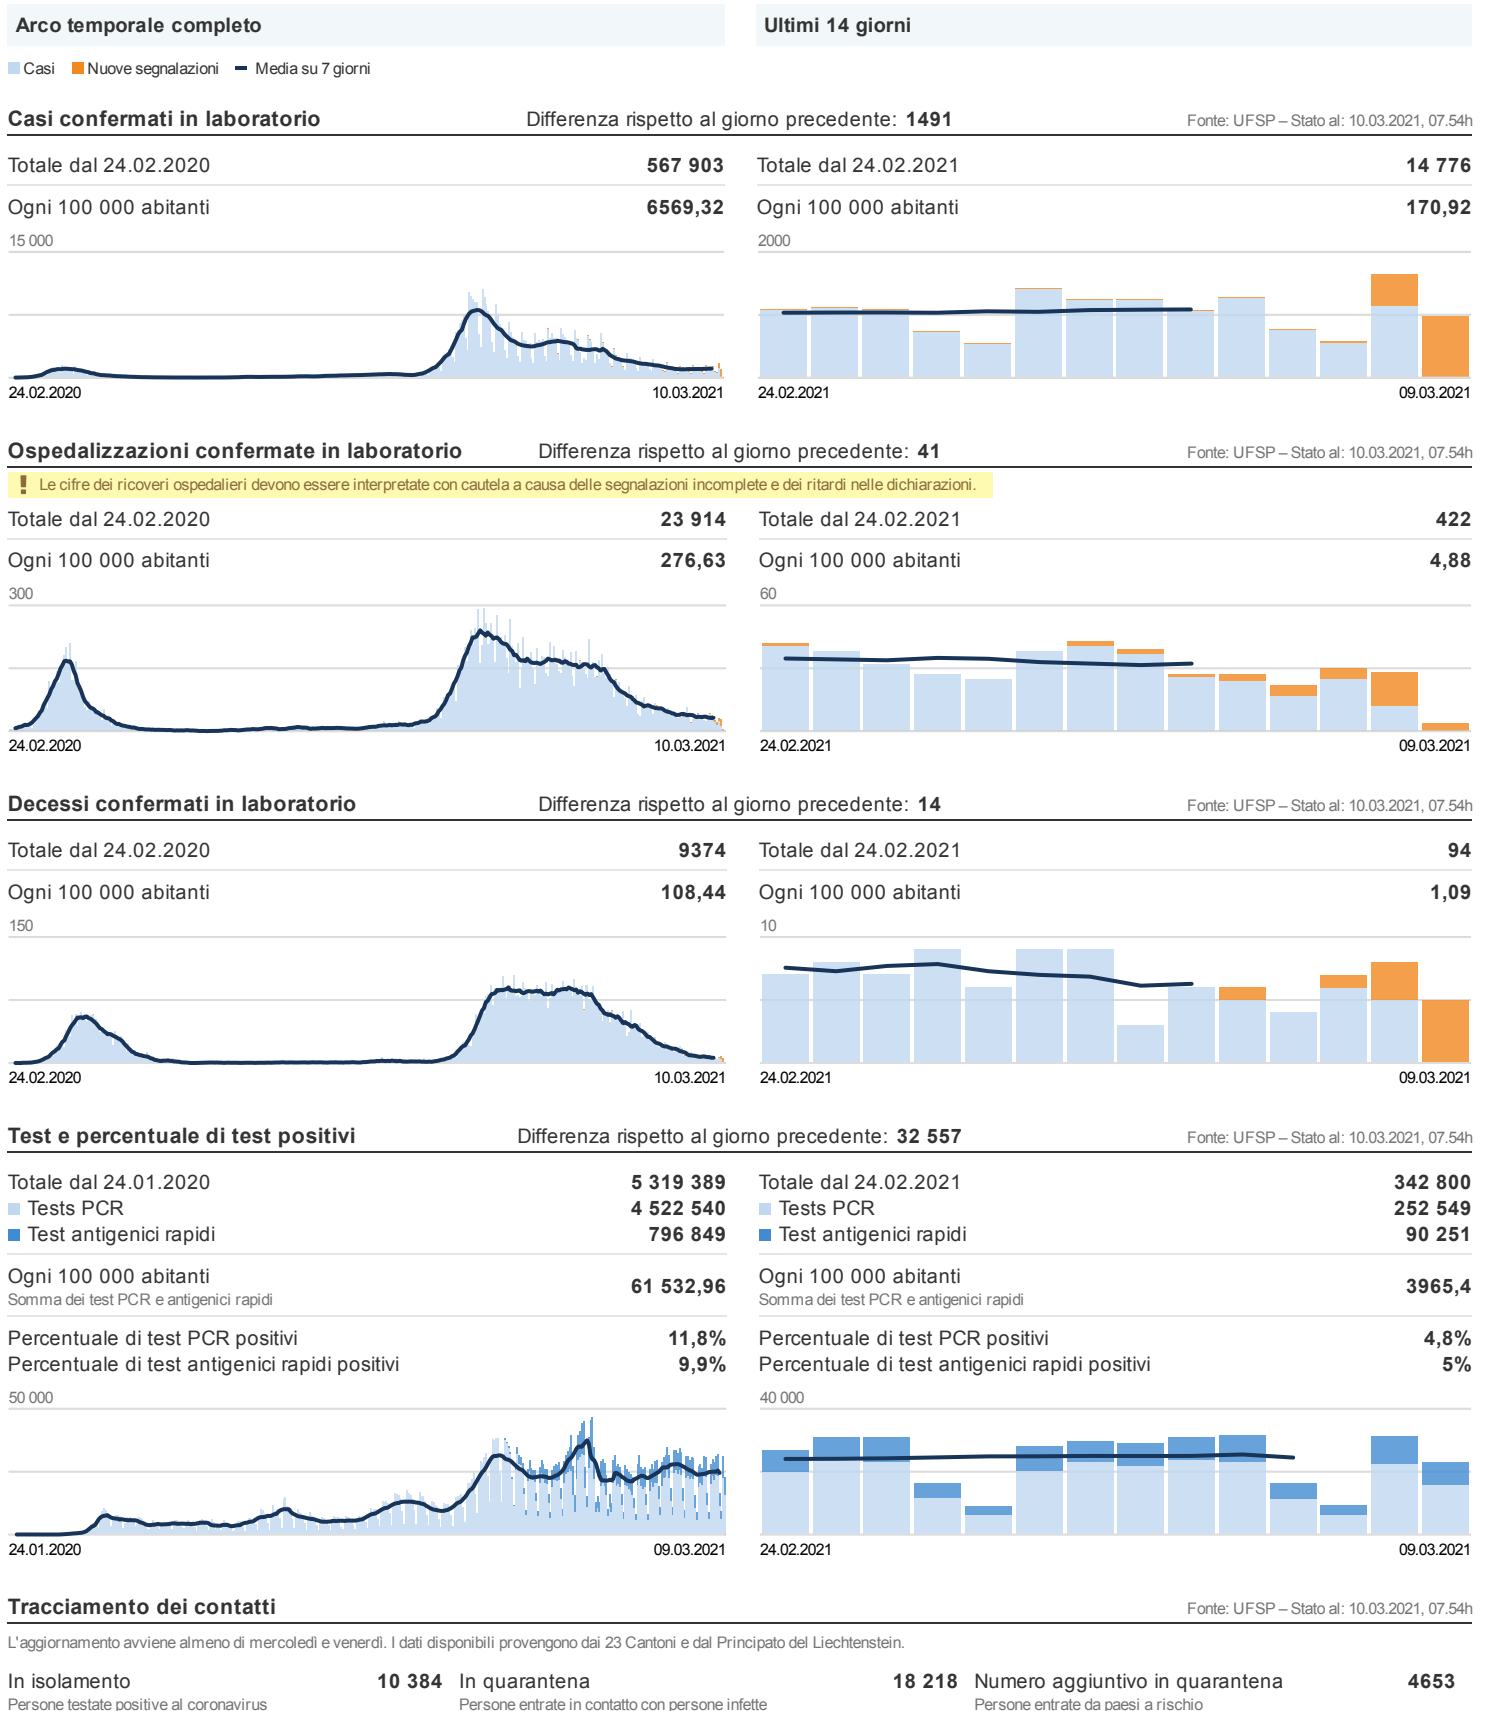 Arco temporale completo
Ultimi 14 giorni
Casi Nuove segnalazioni Media su 7 giorni
Casi confermati in laboratorio Differenza rispetto al giorno precedente: 1491 Fonte: UFSP – Stato al: 10.03.2021, 07.54h
Totale dal 24.02.2020 567 903
Ogni 100 000 abitanti 6569,32
15 000
24.02.2020 10.03.2021
Totale dal 24.02.2021 14 776
Ogni 100 000 abitanti 170,92
2000
24.02.2021 09.03.2021
Ospedalizzazioni confermate in laboratorio Differenza rispetto al giorno precedente: 41 Fonte: UFSP – Stato al: 10.03.2021, 07.54h
! Le cifre dei ricoveri ospedalieri devono essere interpretate con cautela a causa delle segnalazioni incomplete e dei ritardi nelle dichiarazioni.
Totale dal 24.02.2020 23 914
Ogni 100 000 abitanti 276,63
300
24.02.2020 10.03.2021
Totale dal 24.02.2021 422
Ogni 100 000 abitanti 4,88
60
24.02.2021 09.03.2021
Decessi confermati in laboratorio Differenza rispetto al giorno precedente: 14 Fonte: UFSP – Stato al: 10.03.2021, 07.54h
Totale dal 24.02.2020 9374
Ogni 100 000 abitanti 108,44
150
24.02.2020 10.03.2021
Totale dal 24.02.2021 94
Ogni 100 000 abitanti 1,09
10
24.02.2021 09.03.2021
Test e percentuale di test positivi Differenza rispetto al giorno precedente: 32 557 Fonte: UFSP – Stato al: 10.03.2021, 07.54h
Totale dal 24.01.2020 5 319 389
Tests PCR 4 522 540
Test antigenici rapidi 796 849
Ogni 100 000 abitanti 61 532,96
Somma dei test PCR e antigenici rapidi
Percentuale di test PCR positivi 11,8%
Percentuale di test antigenici rapidi positivi 9,9%
50 000
24.01.2020 09.03.2021
Totale dal 24.02.2021 342 800
Tests PCR 252 549
Test antigenici rapidi 90 251
Ogni 100 000 abitanti 3965,4
Somma dei test PCR e antigenici rapidi
Percentuale di test PCR positivi 4,8%
Percentuale di test antigenici rapidi positivi 5%
40 000
24.02.2021 09.03.2021
Tracciamento dei contatti Fonte: UFSP – Stato al: 10.03.2021, 07.54h
L'aggiornamento avviene almeno di mercoledì e venerdì. I dati disponibili provengono dai 23 Cantoni e dal Principato del Liechtenstein.
In isolamento 10 384
Persone testate positive al coronavirus
In quarantena 18 218
Persone entrate in contatto con persone infette
Numero aggiuntivo in quarantena 4653
Persone entrate da paesi a rischio